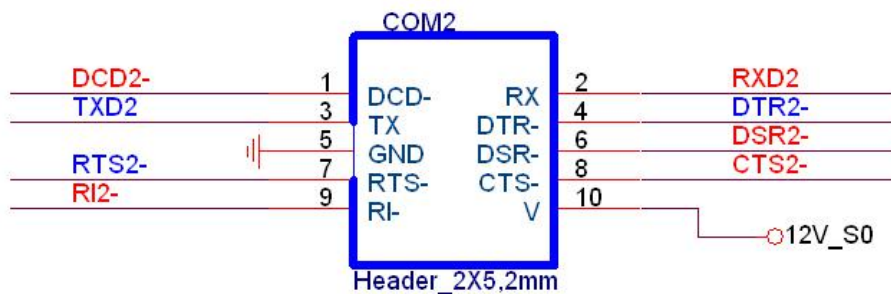 COM2
DCD2- 1 DCD- RX 2 RXD2
TXD2 3 TX DTR- 4 DTR2-
5 GND DSR- 6 DSR2-
RTS2- 7 RTS- CTS- 8 CTS2-
RI2- 9 RI- V 10
12V_S0
Header_2X5,2mm